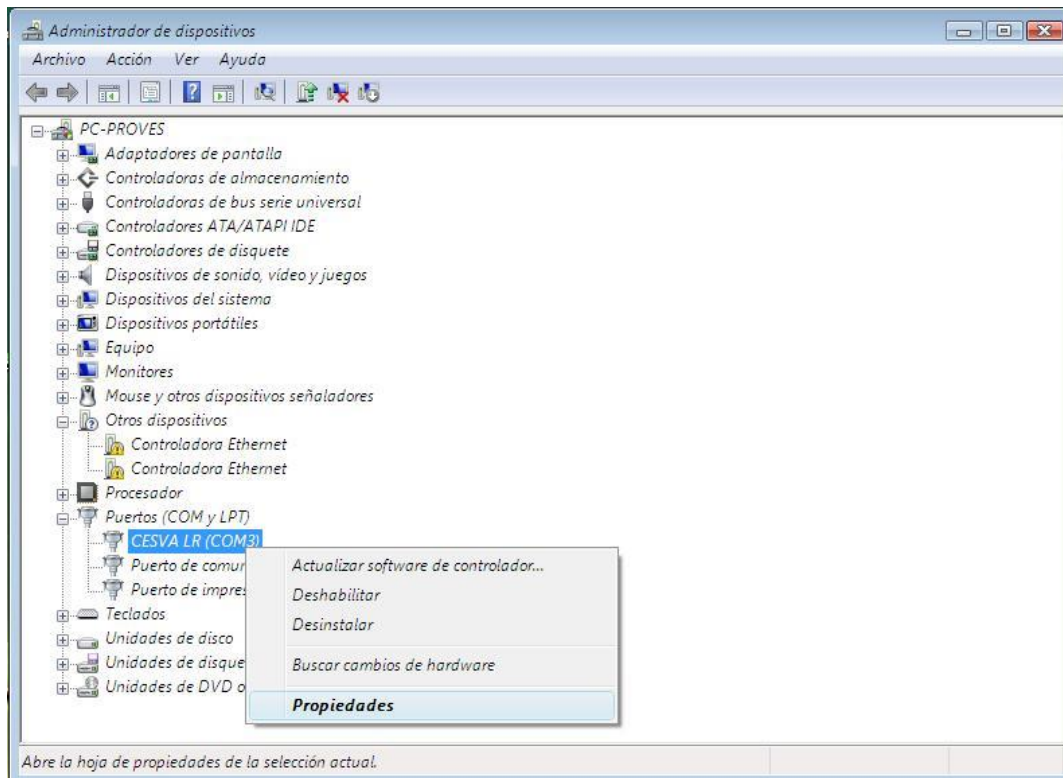 Administrador de dispositivos
Archivo Acción Ver Ayuda
PC-PROVES
Adaptadores de pantalla
Controladoras de almacenamiento
Controladoras de bus serie universal
Controladores ATA/ATAPI IDE
Controladores de disquete
Dispositivos de sonido, vídeo y juegos
Dispositivos del sistema
Dispositivos portátiles
Equipo
Monitores
Mouse y otros dispositivos señaladores
Otros dispositivos
Controladora Ethernet
Controladora Ethernet
Procesador
Puertos (COM y LPT)
CESVA LR (COM3)
Puerto de comur
Puerto de impres
Teclados
Unidades de disco
Unidades de disque
Unidades de DVD o
Actualizar software de controlador...
Deshabilitar
Desinstalar
Buscar cambios de hardware
Propiedades
Abre la hoja de propiedades de la selección actual.